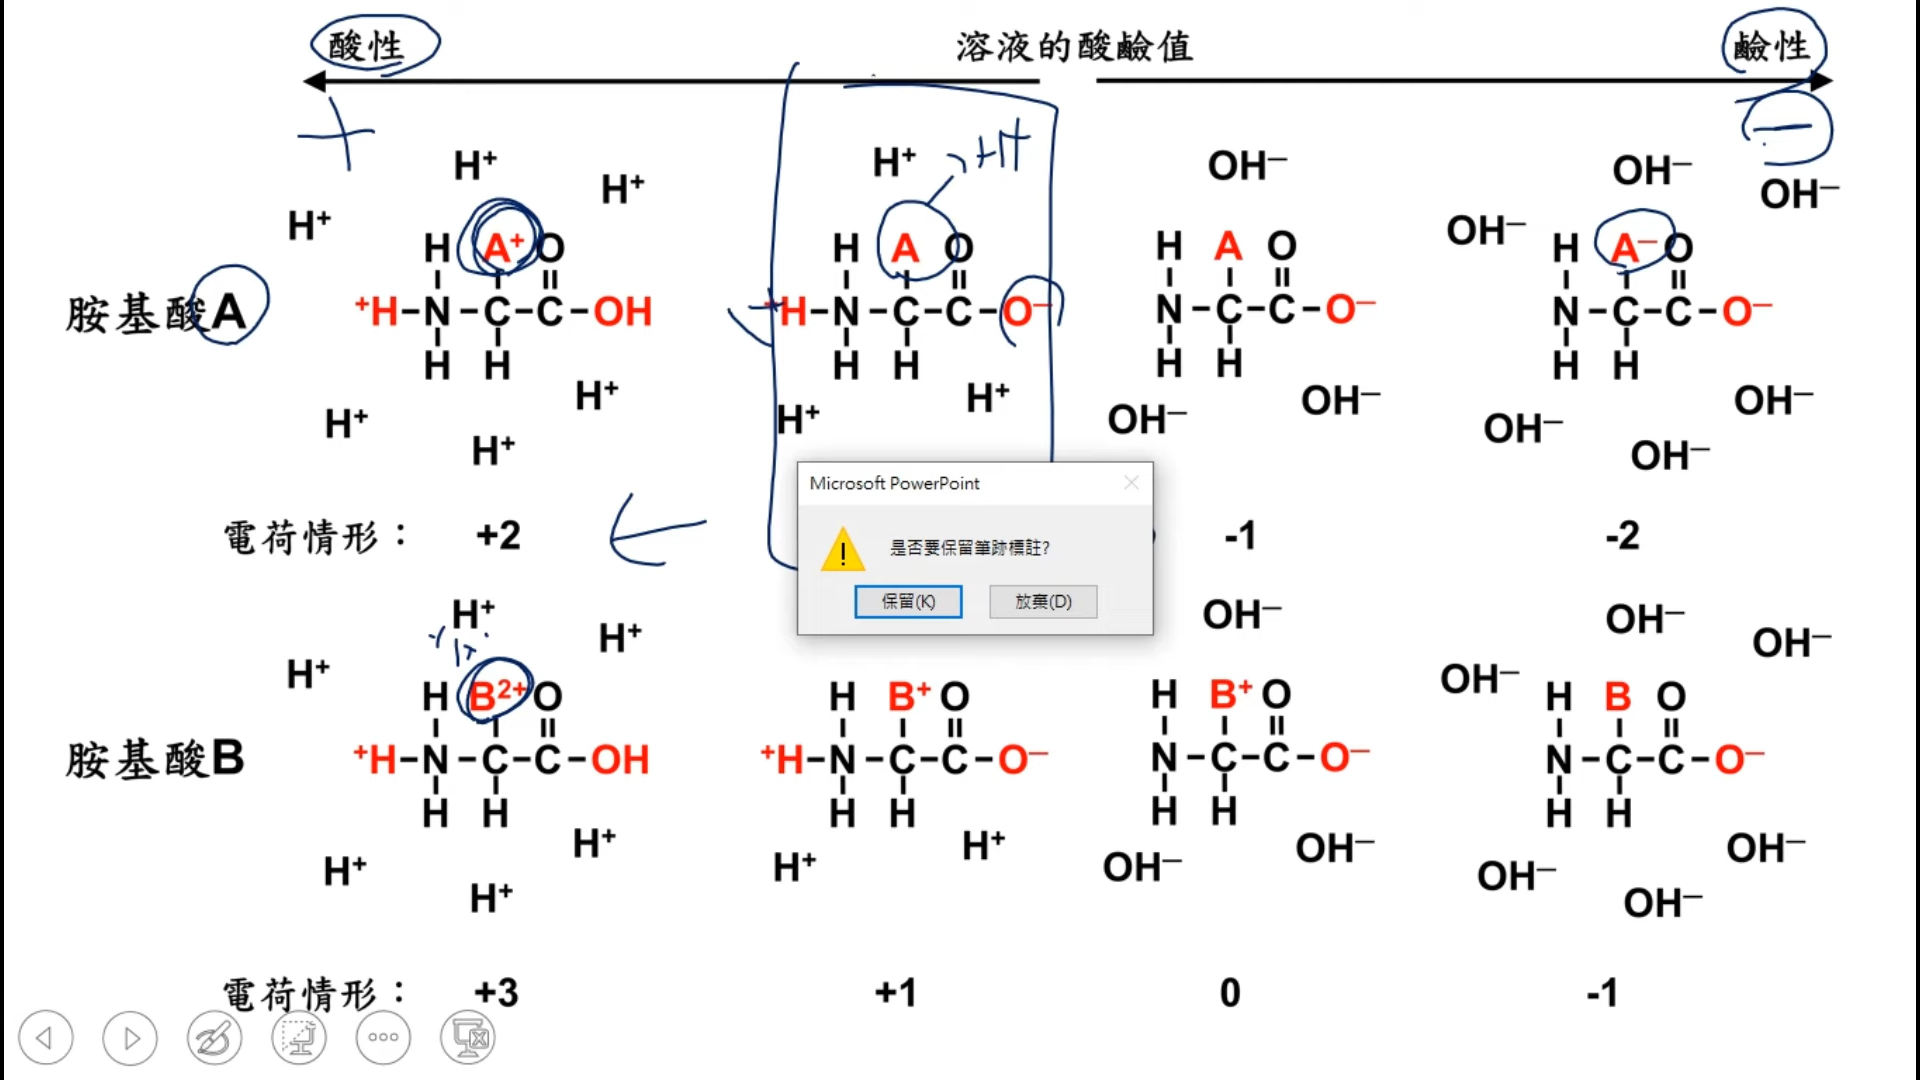 酸性 溶液的酸鹼值 鹼性
+ −
+H
H⁺ H⁺ OH⁻ OH⁻
H⁺ OH⁻
H⁺ OH⁻
H A⁺ O H A O H A O H A⁻ O
胺基酸A ⁺H-N-C-C-OH ⁺H-N-C-C-O⁻ N-C-C-O⁻ N-C-C-O⁻
H H H H H H H H
H⁺ H⁺ OH⁻ OH⁻
H⁺ H⁺ OH⁻ OH⁻
H⁺ OH⁻
電荷情形： +2 -1 -2
Microsoft PowerPoint
是否要保留筆跡標註?
保留(K) 放棄(D)
H⁺ OH⁻ OH⁻
H⁺ OH⁻
H⁺ OH⁻
H B²⁺ O H B⁺ O H B⁺ O H B O
胺基酸B ⁺H-N-C-C-OH ⁺H-N-C-C-O⁻ N-C-C-O⁻ N-C-C-O⁻
H H H H H H H H
H⁺ H⁺ OH⁻ OH⁻
H⁺ H⁺ OH⁻ OH⁻
H⁺ OH⁻
電荷情形： +3 +1 0 -1